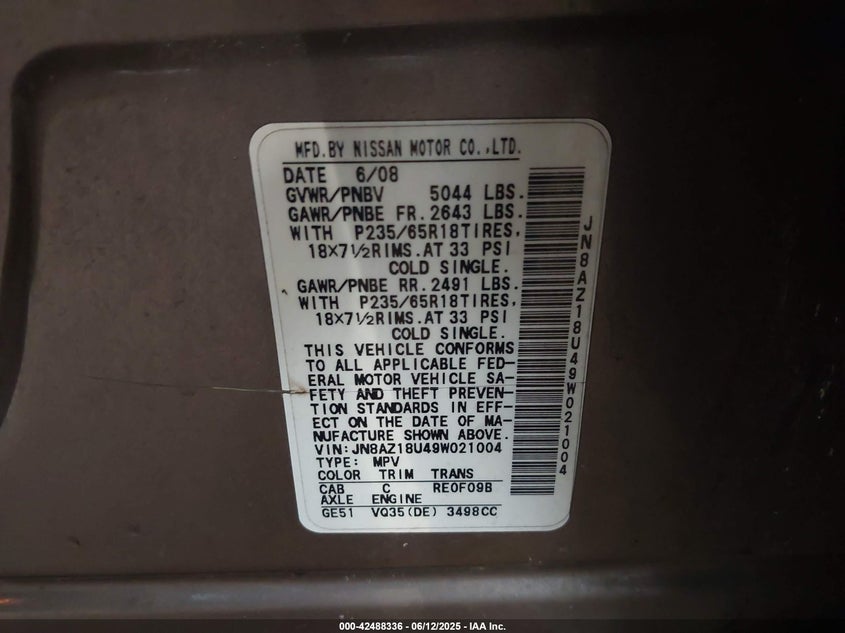 MFD.BY NISSAN MOTOR CO.,LTD.
DATE 6/08
GVWR/PNBV 5044 LBS.
GAWR/PNBE FR. 2643 LBS.
WITH P235/65R18TIRES,
18×7½RIMS.AT 33 PSI
COLD SINGLE.
GAWR/PNBE RR. 2491 LBS.
WITH P235/65R18TIRES,
18×7½RIMS.AT 33 PSI
COLD SINGLE.
THIS VEHICLE CONFORMS
TO ALL APPLICABLE FED-
ERAL MOTOR VEHICLE SA-
FETY AND THEFT PREVEN-
TION STANDARDS IN EFF-
ECT ON THE DATE OF MA-
NUFACTURE SHOWN ABOVE.
VIN:JN8AZ18U49W021004
TYPE: MPV
COLOR TRIM TRANS
CAB C RE0F09B
AXLE ENGINE
GE51 VQ35(DE) 3498CC
JN8AZ18U49W021004
000-42488336 - 06/12/2025 - IAA Inc.